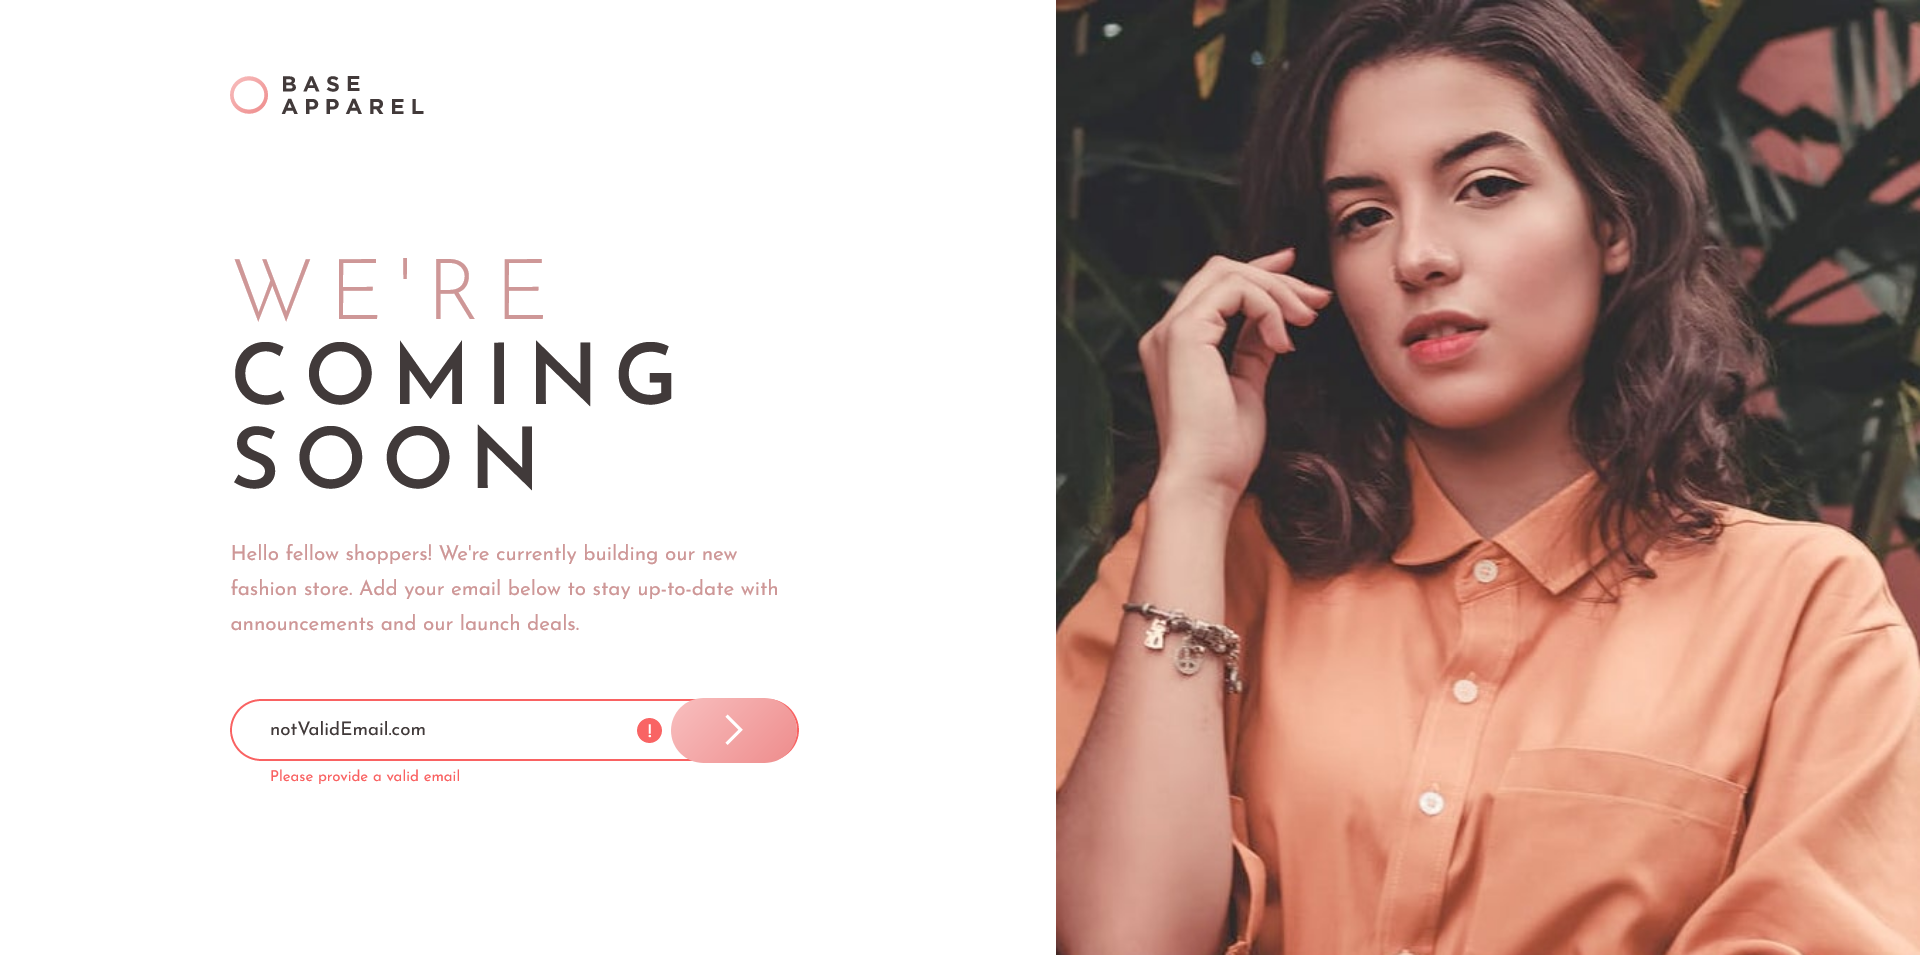 BASE
APPAREL
WE'RE
COMING
SOON
Hello fellow shoppers! We're currently building our new
fashion store. Add your email below to stay up-to-date with
announcements and our launch deals.
notValidEmail.com !
Please provide a valid email